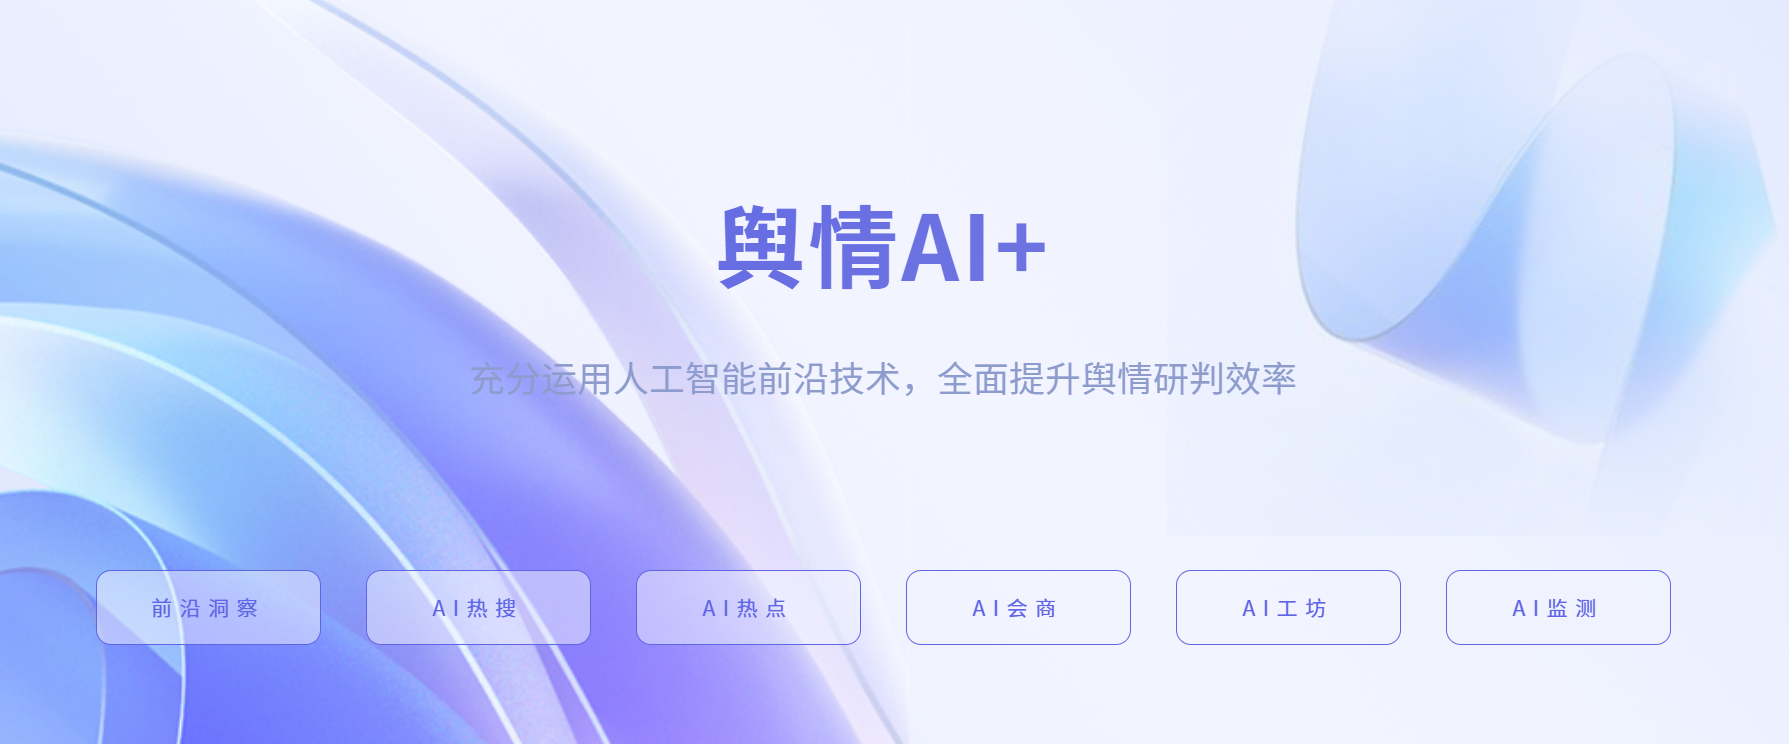 舆情AI+
充分运用人工智能前沿技术，全面提升舆情研判效率
前沿洞察 AI热搜 AI热点 AI会商 AI工坊 AI监测